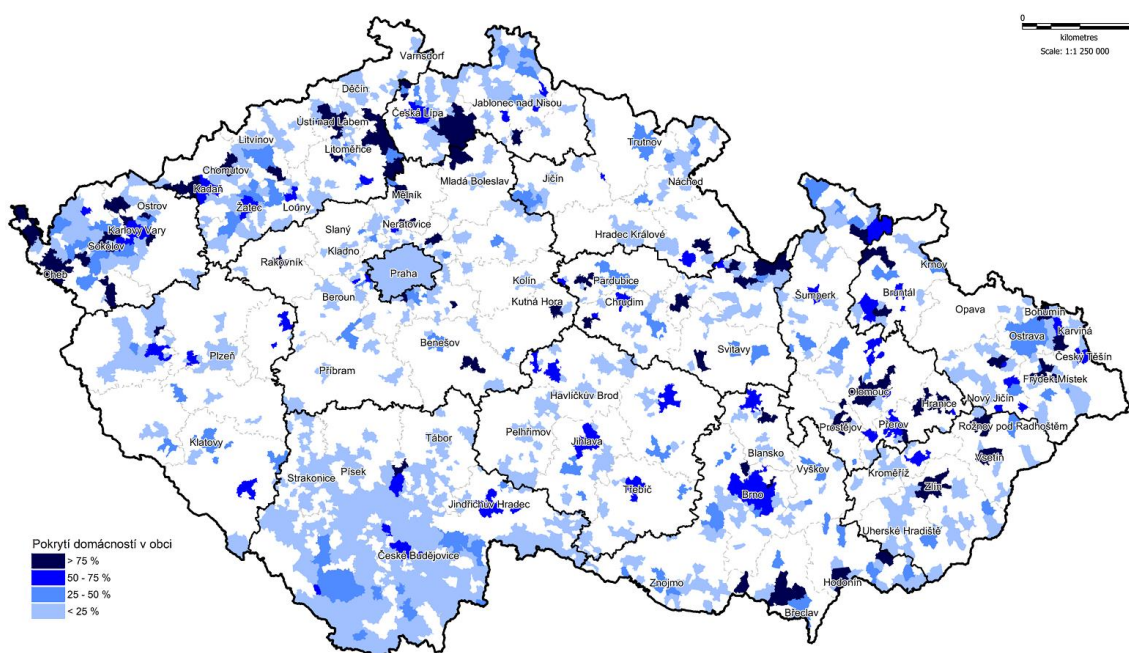 0
kilometres
Scale: 1:1 250 000
Varnsdorf
Děčín
Česká Lípa
Jablonec nad Nisou
Ústí nad Labem
Litvínov
Litoměřice
Trutnov
Chomutov
Kadaň
Mladá Boleslav
Jičín
Náchod
Ostrov
Žatec
Louny
Mělník
Karlovy Vary
Sokolov
Slaný
Neratovice
Hradec Králové
Kladno
Cheb
Rakovník
Praha
Kolín
Pardubice
Krnov
Beroun
Kutná Hora
Chrudim
Šumperk
Bruntál
Opava
Bohumín
Karviná
Plzeň
Benešov
Svitavy
Ostrava
Český Těšín
Příbram
Frýdek Místek
Havlíčkův Brod
Olomouc
Hranice
Nový Jičín
Klatovy
Tábor
Pelhřimov
Jihlava
Prostějov
Přerov
Rožnov pod Radhoštěm
Strakonice
Písek
Blansko
Vyškov
Kroměříž
Vsetín
Jindřichův Hradec
Třebíč
Brno
Zlín
Uherské Hradiště
České Budějovice
Znojmo
Hodonín
Břeclav
Pokrytí domácností v obci
> 75 %
50 - 75 %
25 - 50 %
< 25 %